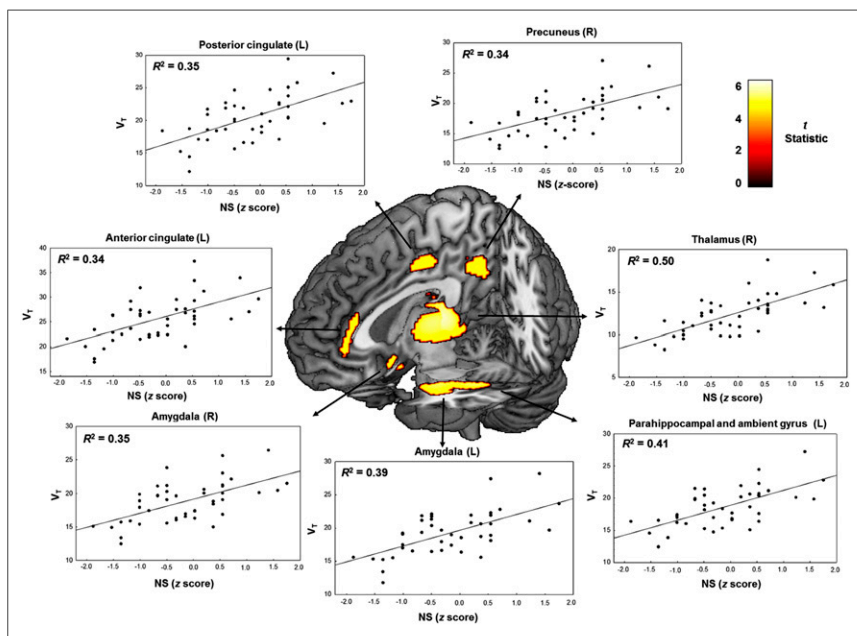 Posterior cingulate (L)
R² = 0.35
30
25
20
15
10
V_T
-2.0 -1.5 -1.0 -0.5 0.0 0.5 1.0 1.5 2.0
NS (z score)
Precuneus (R)
R² = 0.34
30
25
20
15
10
V_T
-2.0 -1.5 -1.0 -0.5 0.0 0.5 1.0 1.5 2.0
NS (z-score)
6
4
2
0
t
Statistic
Anterior cingulate (L)
R² = 0.34
40
35
30
25
20
15
V_T
-2.0 -1.5 -1.0 -0.5 0.0 0.5 1.0 1.5 2.0
NS (z score)
Thalamus (R)
R² = 0.50
20
15
10
5
V_T
-2.0 -1.5 -1.0 -0.5 0.0 0.5 1.0 1.5 2.0
NS (z score)
Amygdala (R)
R² = 0.35
30
25
20
15
10
V_T
-2.0 -1.5 -1.0 -0.5 0.0 0.5 1.0 1.5 2.0
NS (z score)
Amygdala (L)
R² = 0.39
30
25
20
15
10
V_T
-2.0 -1.5 -1.0 -0.5 0.0 0.5 1.0 1.5 2.0
NS (z score)
Parahippocampal and ambient gyrus (L)
R² = 0.41
30
25
20
15
10
V_T
-2.0 -1.5 -1.0 -0.5 0.0 0.5 1.0 1.5 2.0
NS (z score)